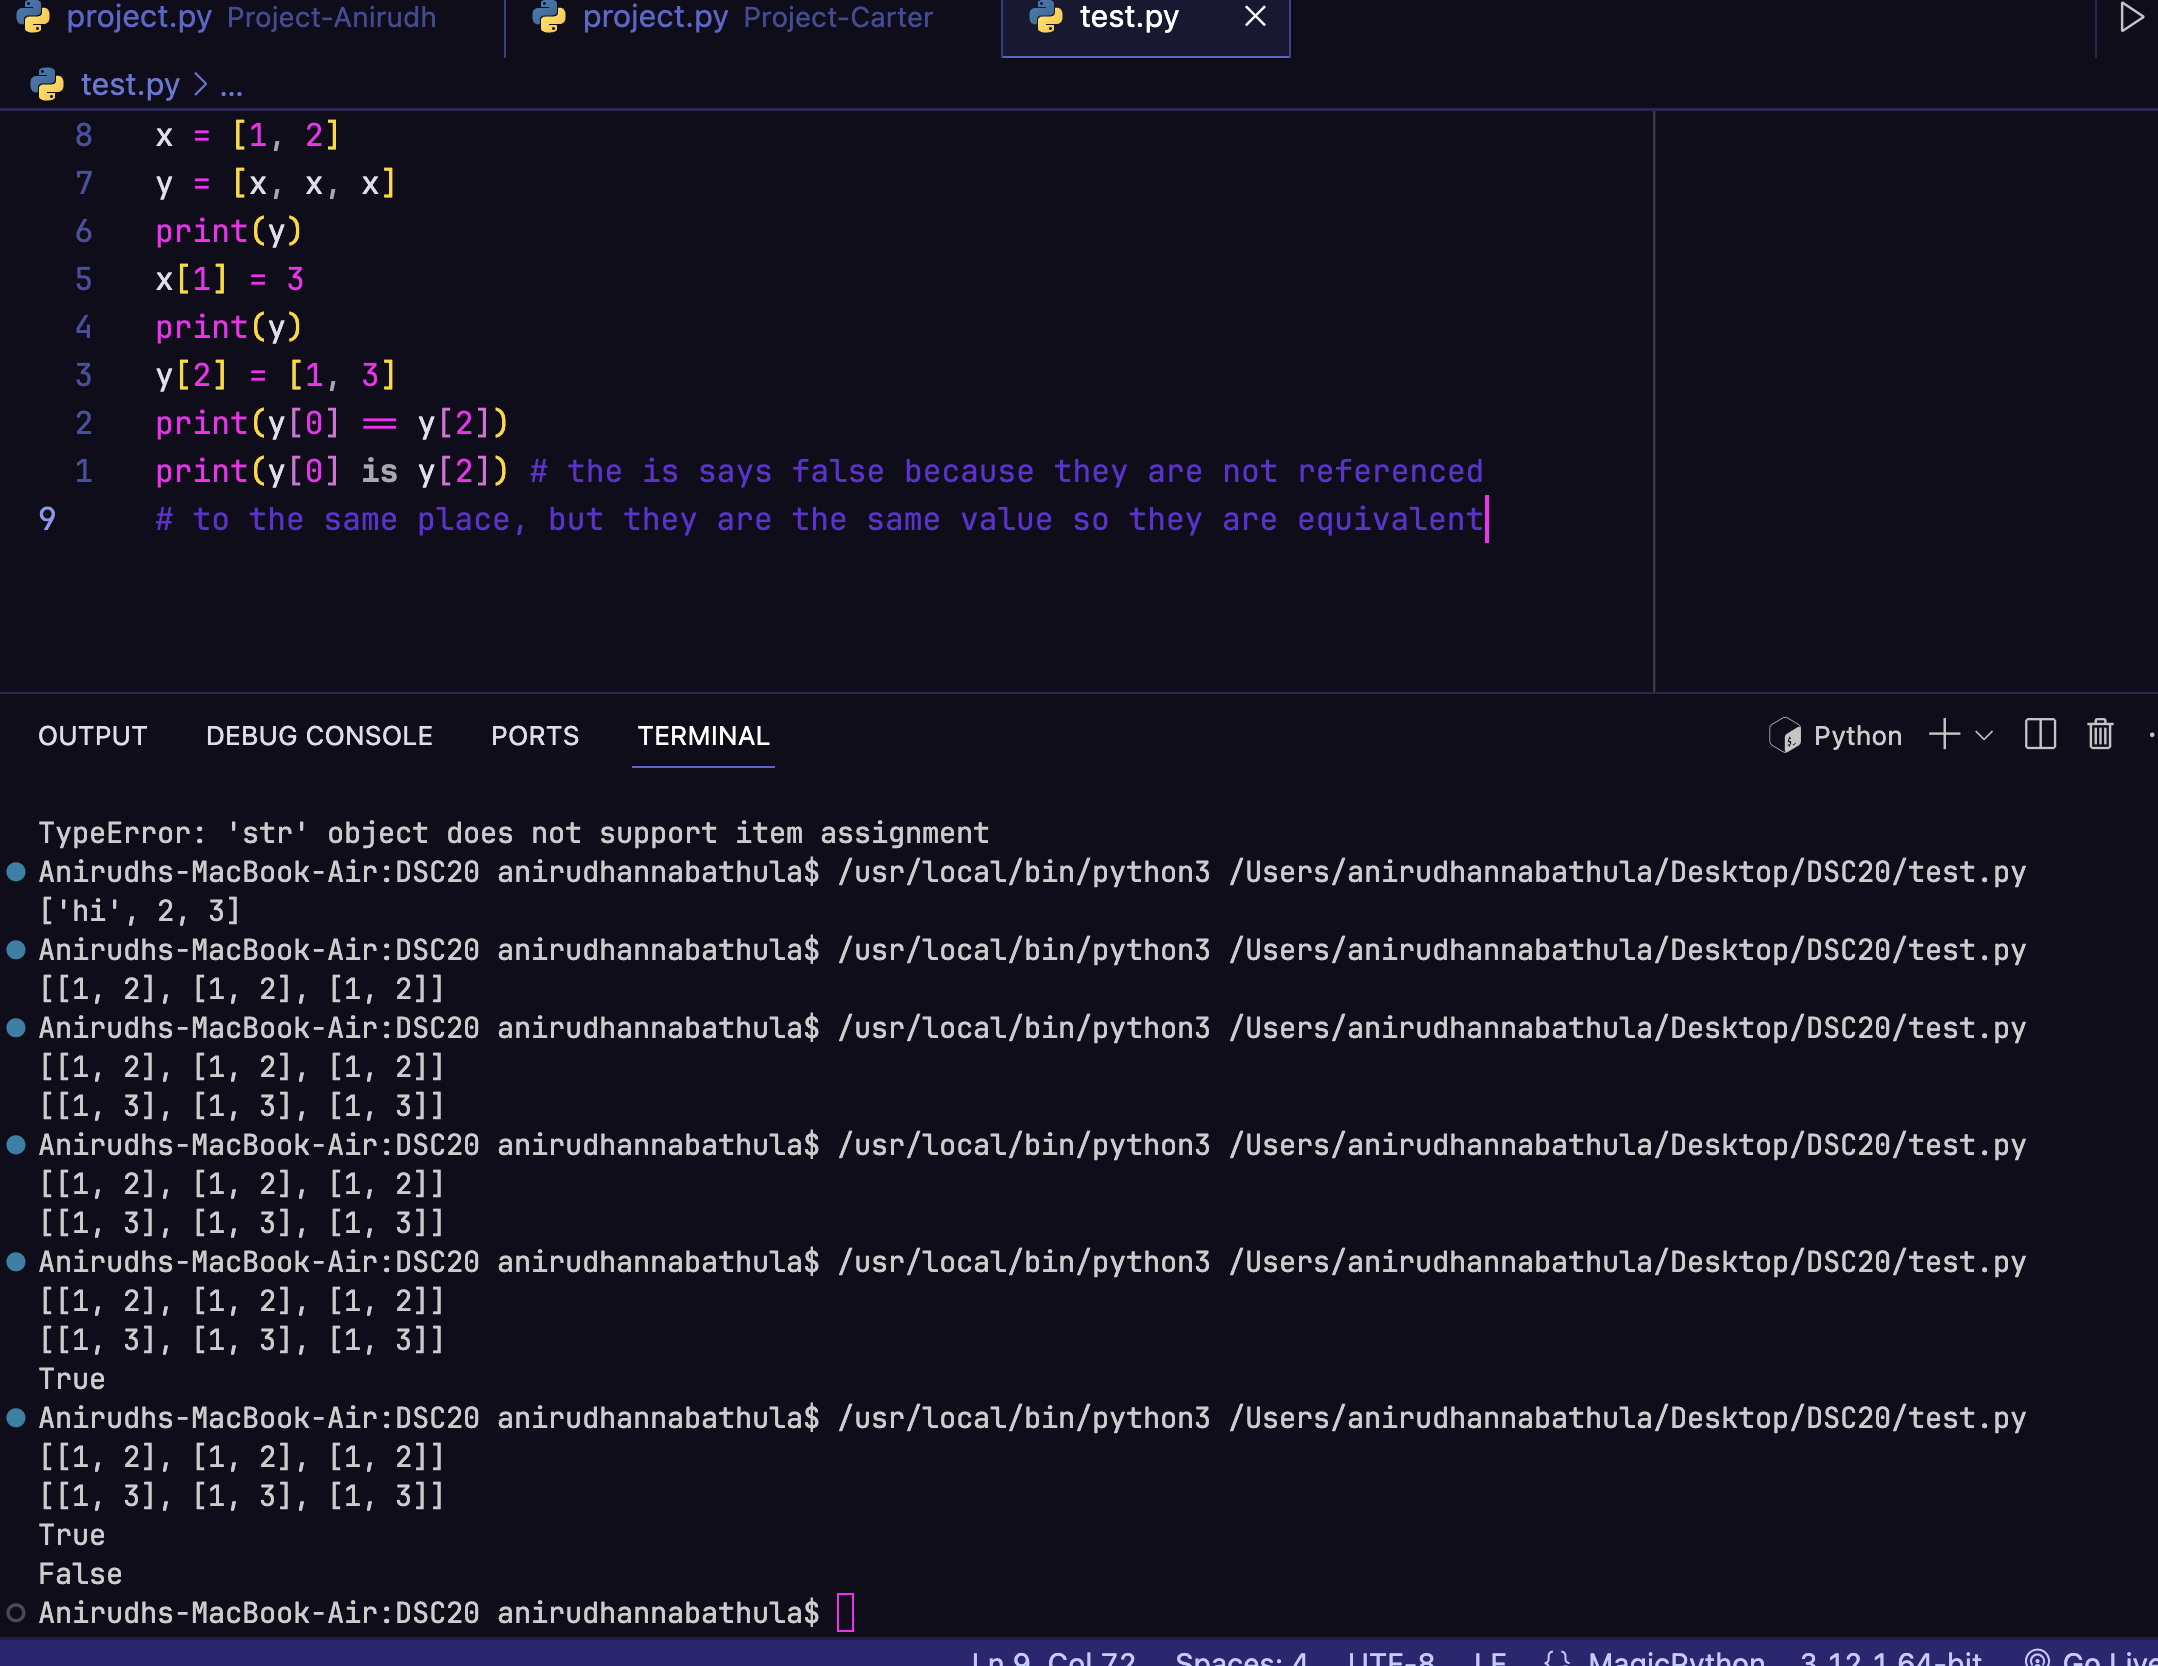 project.py Project-Anirudh project.py Project-Carter test.py
test.py > ...
8 x = [1, 2]
7 y = [x, x, x]
6 print(y)
5 x[1] = 3
4 print(y)
3 y[2] = [1, 3]
2 print(y[0] == y[2])
1 print(y[0] is y[2]) # the is says false because they are not referenced
9 # to the same place, but they are the same value so they are equivalent
OUTPUT DEBUG CONSOLE PORTS TERMINAL Python
TypeError: 'str' object does not support item assignment
Anirudhs-MacBook-Air:DSC20 anirudhannabathula$ /usr/local/bin/python3 /Users/anirudhannabathula/Desktop/DSC20/test.py
['hi', 2, 3]
Anirudhs-MacBook-Air:DSC20 anirudhannabathula$ /usr/local/bin/python3 /Users/anirudhannabathula/Desktop/DSC20/test.py
[[1, 2], [1, 2], [1, 2]]
Anirudhs-MacBook-Air:DSC20 anirudhannabathula$ /usr/local/bin/python3 /Users/anirudhannabathula/Desktop/DSC20/test.py
[[1, 2], [1, 2], [1, 2]]
[[1, 3], [1, 3], [1, 3]]
Anirudhs-MacBook-Air:DSC20 anirudhannabathula$ /usr/local/bin/python3 /Users/anirudhannabathula/Desktop/DSC20/test.py
[[1, 2], [1, 2], [1, 2]]
[[1, 3], [1, 3], [1, 3]]
Anirudhs-MacBook-Air:DSC20 anirudhannabathula$ /usr/local/bin/python3 /Users/anirudhannabathula/Desktop/DSC20/test.py
[[1, 2], [1, 2], [1, 2]]
[[1, 3], [1, 3], [1, 3]]
True
Anirudhs-MacBook-Air:DSC20 anirudhannabathula$ /usr/local/bin/python3 /Users/anirudhannabathula/Desktop/DSC20/test.py
[[1, 2], [1, 2], [1, 2]]
[[1, 3], [1, 3], [1, 3]]
True
False
Anirudhs-MacBook-Air:DSC20 anirudhannabathula$
Ln 9, Col 72 Spaces: 4 UTF-8 LF {} MagicPython 3.12.1 64-bit Go Live